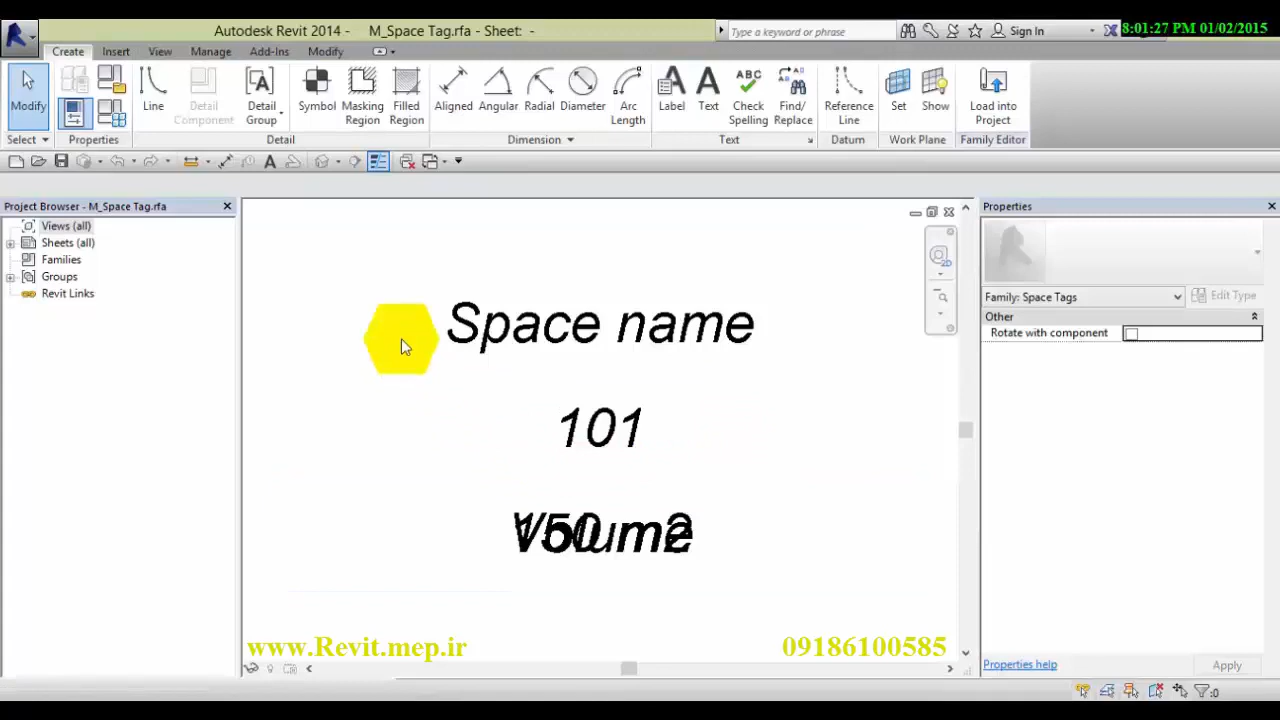 Autodesk Revit 2014 - M_Space Tag.rfa - Sheet: -
Type a keyword or phrase
Sign In
8:01:27 PM 01/02/2015
Create Insert View Manage Add-Ins Modify
Modify
Line
Detail Component
Detail Group
Symbol
Masking Region
Filled Region
Aligned
Angular
Radial
Diameter
Arc Length
Label
Text
Check Spelling
Find/ Replace
Reference Line
Set
Show
Load into Project
Select Properties Detail Dimension Text Datum Work Plane Family Editor
Project Browser - M_Space Tag.rfa
Views (all)
Sheets (all)
Families
Groups
Revit Links
2D
Space name
101
Volume
150 m2
www.Revit.mep.ir
09186100585
Properties
Family: Space Tags
Edit Type
Other
Rotate with component
Properties help
Apply
:0